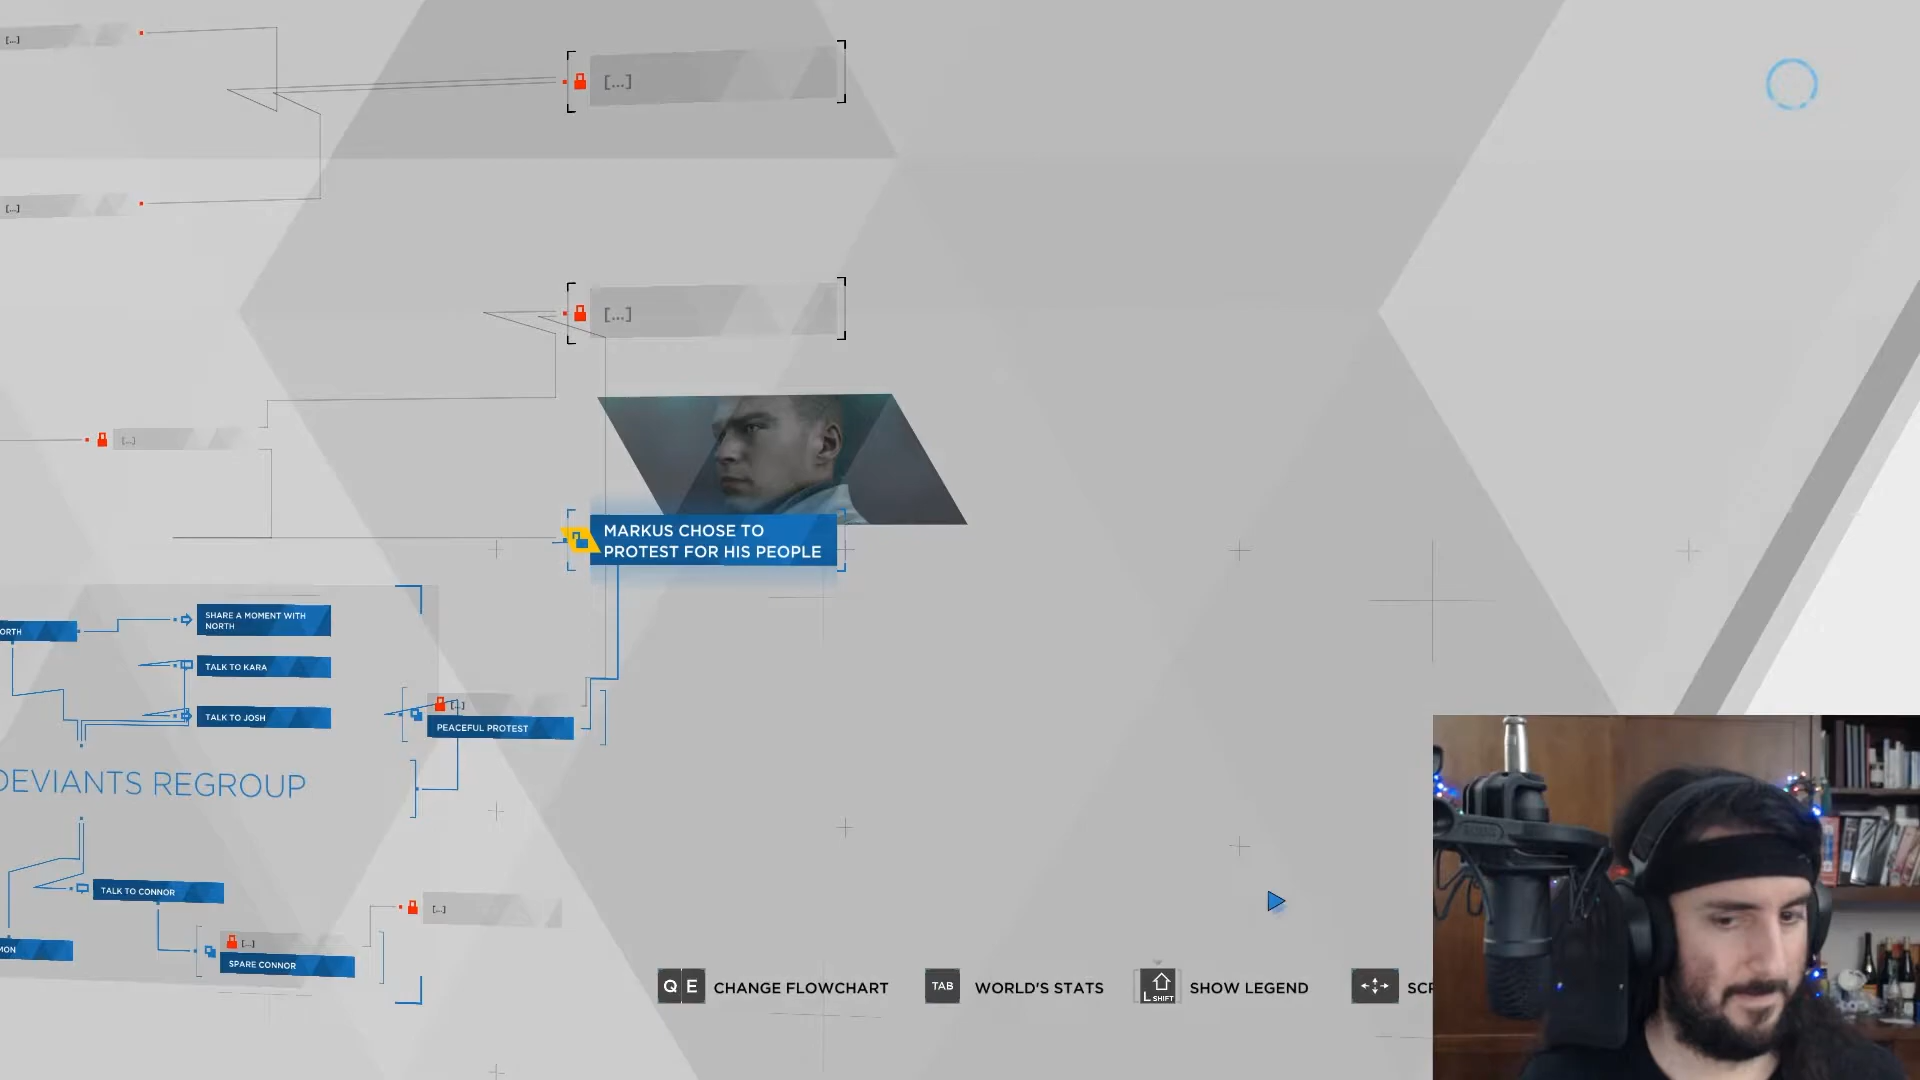 [...]
[...]
[...]
[...]
[...]
MARKUS CHOSE TO
PROTEST FOR HIS PEOPLE
SHARE A MOMENT WITH
NORTH
ORTH
TALK TO KARA
[...]
TALK TO JOSH
PEACEFUL PROTEST
DEVIANTS REGROUP
TALK TO CONNOR
[...]
[...]
MON
SPARE CONNOR
Q E CHANGE FLOWCHART
TAB WORLD'S STATS
L SHIFT SHOW LEGEND
SCR